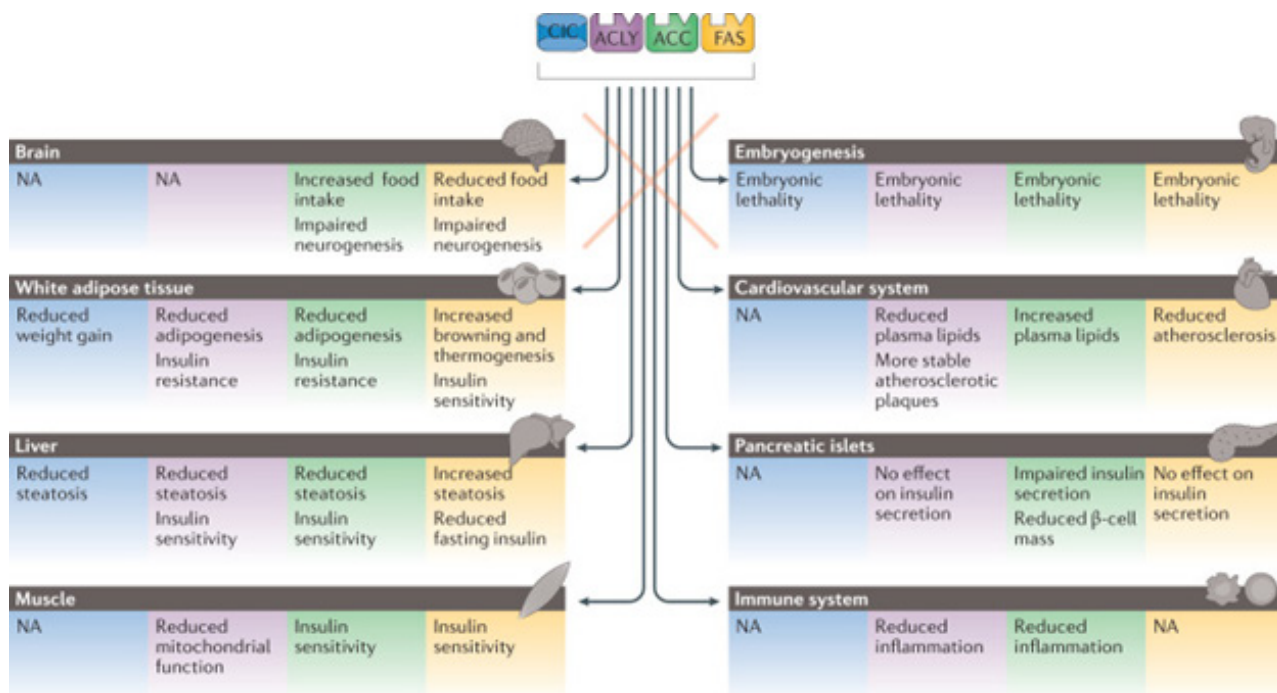 CIC ACLY ACC FAS
Brain
NA
NA
Increased food
intake
Impaired
neurogenesis
Reduced food
intake
Impaired
neurogenesis
White adipose tissue
Reduced
weight gain
Reduced
adipogenesis
Insulin
resistance
Reduced
adipogenesis
Insulin
resistance
Increased
browning and
thermogenesis
Insulin
sensitivity
Liver
Reduced
steatosis
Reduced
steatosis
Insulin
sensitivity
Reduced
steatosis
Insulin
sensitivity
Increased
steatosis
Reduced
fasting insulin
Muscle
NA
Reduced
mitochondrial
function
Insulin
sensitivity
Insulin
sensitivity
Embryogenesis
Embryonic
lethality
Embryonic
lethality
Embryonic
lethality
Embryonic
lethality
Cardiovascular system
NA
Reduced
plasma lipids
More stable
atherosclerotic
plaques
Increased
plasma lipids
Reduced
atherosclerosis
Pancreatic islets
NA
No effect
on insulin
secretion
Impaired insulin
secretion
Reduced β-cell
mass
No effect on
insulin
secretion
Immune system
NA
Reduced
inflammation
Reduced
inflammation
NA